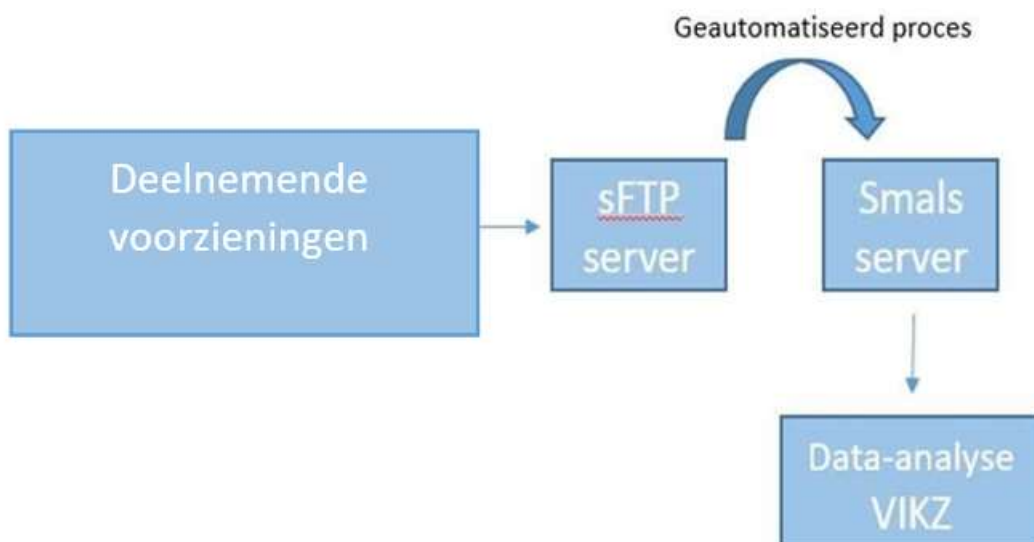 Geautomatiseerd proces
Deelnemende
voorzieningen
sFTP
server
Smals
server
Data-analyse
VIKZ